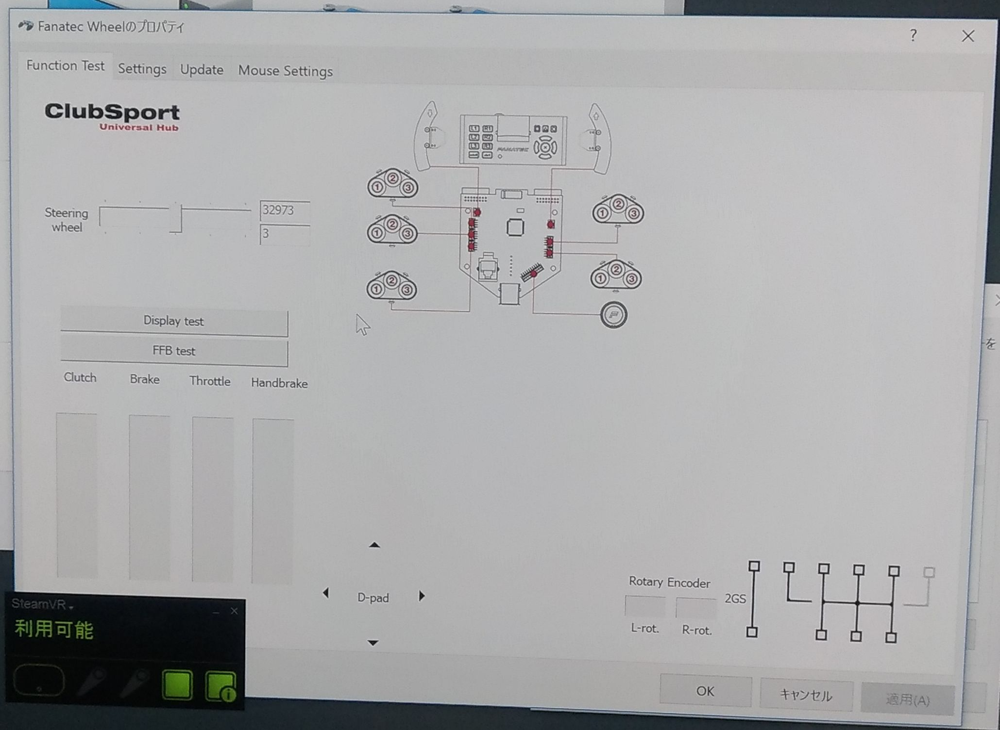 Fanatec Wheelのプロパティ
?
Function Test
Settings
Update
Mouse Settings
ClubSport
Universal Hub
L1 R1
L2 R2
L3 R3
FANATEC
Steering
wheel
32973
3
1 2 3
1 2 3
1 2 3
1 2 3
1 2 3
Display test
FFB test
Clutch
Brake
Throttle
Handbrake
D-pad
Rotary Encoder
L-rot.
R-rot.
2GS
SteamVR
利用可能
OK
キャンセル
適用(A)
を